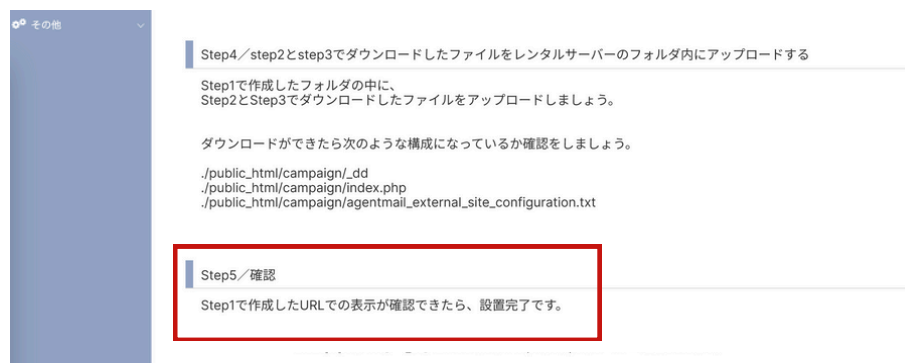 その他
Step4／step2とstep3でダウンロードしたファイルをレンタルサーバーのフォルダ内にアップロードする
Step1で作成したフォルダの中に、
Step2とStep3でダウンロードしたファイルをアップロードしましょう。
ダウンロードができたら次のような構成になっているか確認をしましょう。
./public_html/campaign/_dd
./public_html/campaign/index.php
./public_html/campaign/agentmail_external_site_configuration.txt
Step5／確認
Step1で作成したURLでの表示が確認できたら、設置完了です。